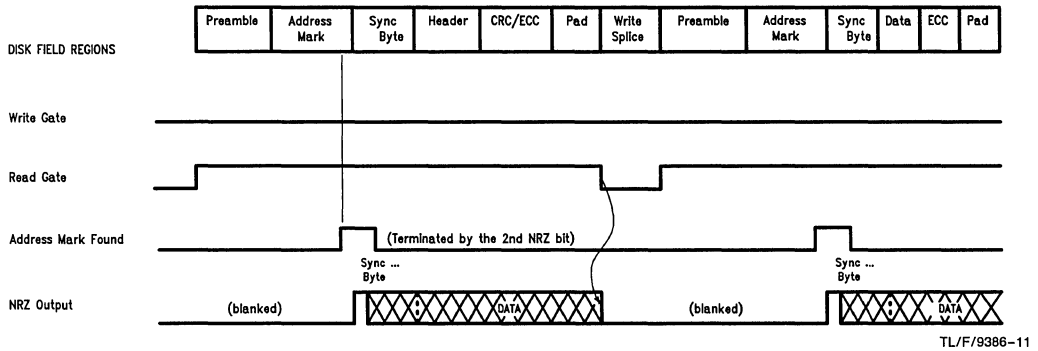 Preamble Address Mark Sync Byte Header CRC/ECC Pad Write Splice Preamble Address Mark Sync Byte Data ECC Pad
DISK FIELD REGIONS
Write Gate
Read Gate
Address Mark Found (Terminated by the 2nd NRZ bit)
Sync ... Byte Sync ... Byte
NRZ Output (blanked) DATA (blanked) DATA
TL/F/9386-11